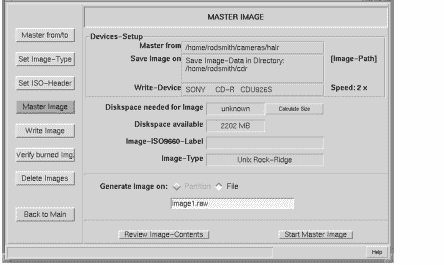 MASTER IMAGE
Master from/to
Set Image-Type
Set ISO-Header
Master Image
Write Image
Verify burned Img.
Delete Images
Back to Main
Devices-Setup
Master from /home/rodsmith/cameras/hair
Save Image on Save Image-Data in Directory: [Image-Path]
/home/rodsmith/cdr
Write-Device SONY CD-R CDU926S Speed: 2 x
Diskspace needed for Image unknown Calculate Size
Diskspace available 2202 MB
Image-ISO9660-Label
Image-Type Unix Rock-Ridge
Generate Image on: Partition File
image1.raw
Review Image-Contents Start Master Image
Help